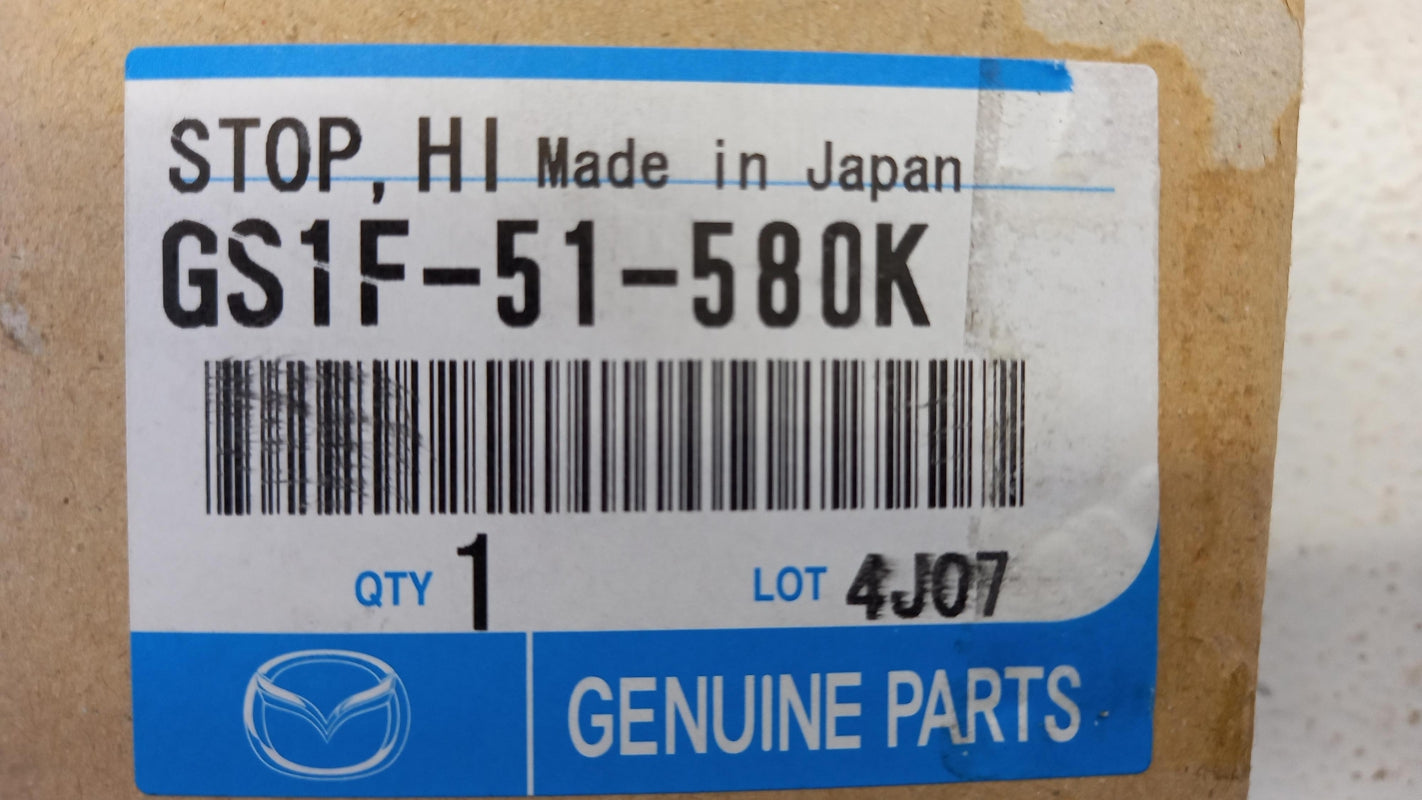 STOP, HI Made in Japan
GS1F-51-580K
QTY 1 LOT 4J07
GENUINE PARTS